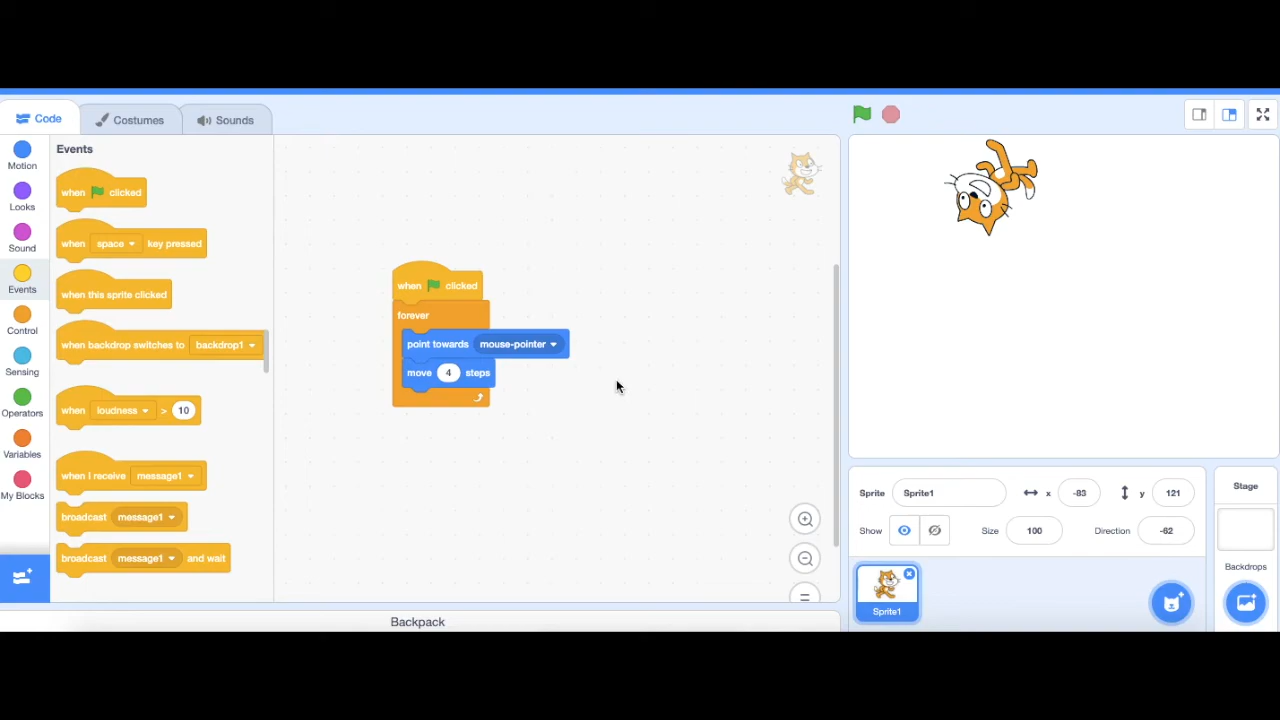 Code
Costumes
Sounds
Motion
Looks
Sound
Events
Control
Sensing
Operators
Variables
My Blocks
Events
when clicked
when space key pressed
when this sprite clicked
when backdrop switches to backdrop1
when loudness > 10
when I receive message1
broadcast message1
broadcast message1 and wait
when clicked
forever
point towards mouse-pointer
move 4 steps
Backpack
Sprite Sprite1 x -83 y 121
Show Size 100 Direction -62
Sprite1
Stage
Backdrops